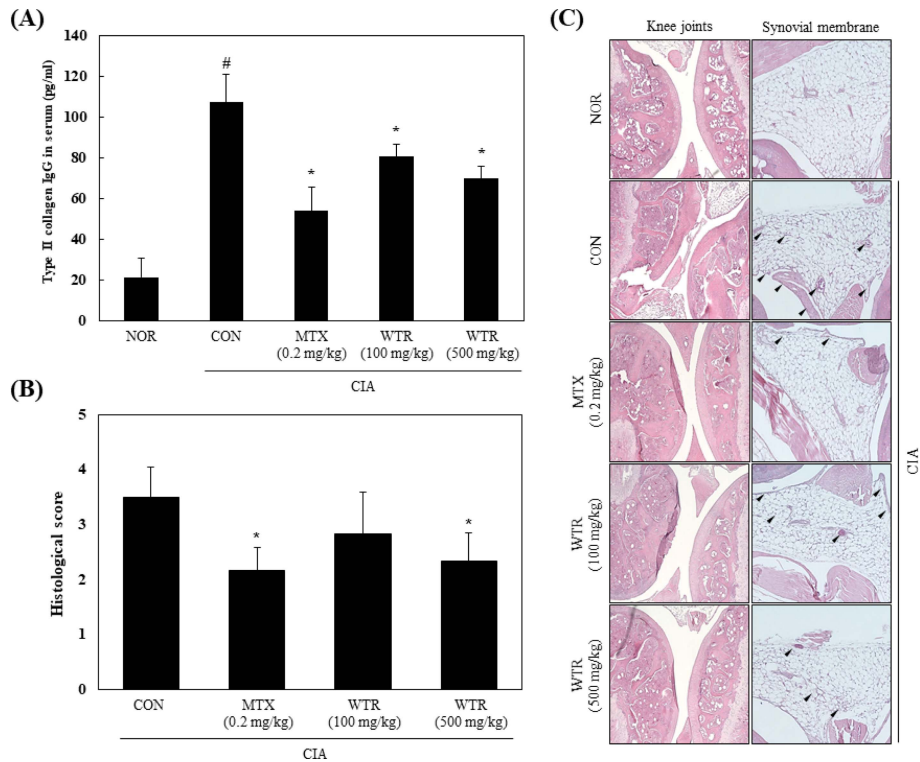 (A)
Type II collagen IgG in serum (pg/ml)
140
120
100
80
60
40
20
0
#
*
*
*
NOR
CON
MTX
(0.2 mg/kg)
WTR
(100 mg/kg)
WTR
(500 mg/kg)
CIA
(B)
Histological score
5
4
3
2
1
0
*
*
CON
MTX
(0.2 mg/kg)
WTR
(100 mg/kg)
WTR
(500 mg/kg)
CIA
(C)
Knee joints
Synovial membrane
NOR
CON
MTX
(0.2 mg/kg)
WTR
(100 mg/kg)
WTR
(500 mg/kg)
CIA